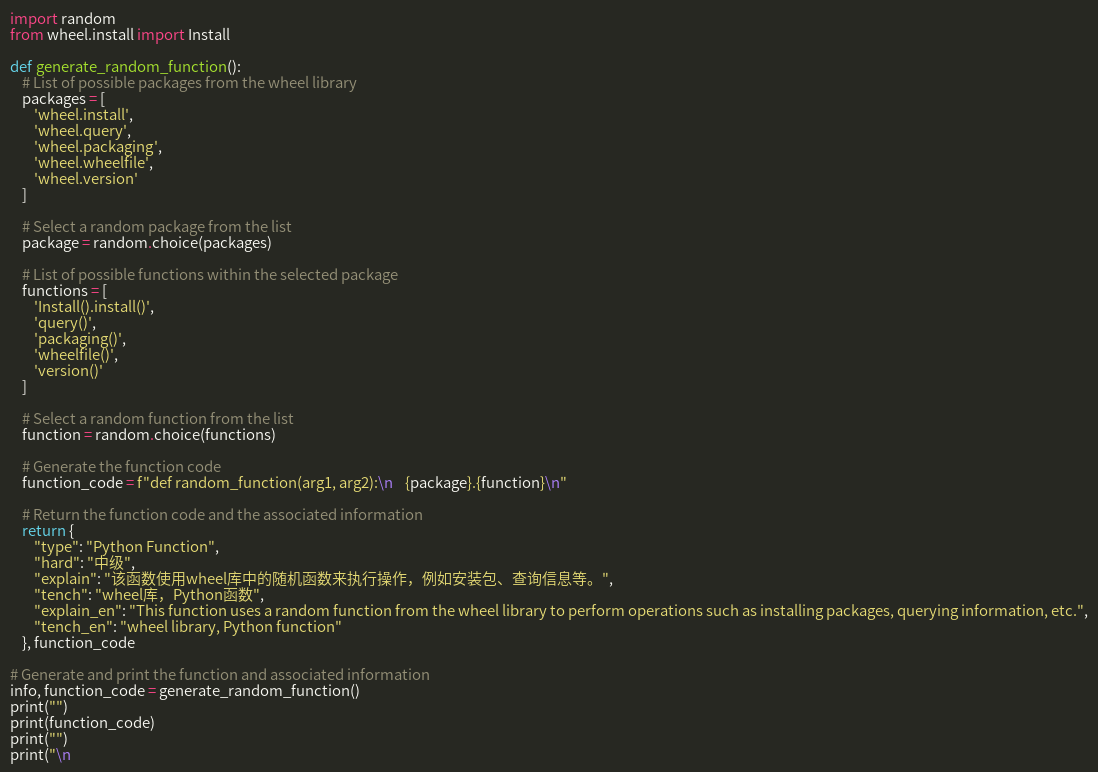 import random
from wheel.install import Install

def generate_random_function():
    # List of possible packages from the wheel library
    packages = [
        'wheel.install',
        'wheel.query',
        'wheel.packaging',
        'wheel.wheelfile',
        'wheel.version'
    ]

    # Select a random package from the list
    package = random.choice(packages)

    # List of possible functions within the selected package
    functions = [
        'Install().install()',
        'query()',
        'packaging()',
        'wheelfile()',
        'version()'
    ]

    # Select a random function from the list
    function = random.choice(functions)

    # Generate the function code
    function_code = f"def random_function(arg1, arg2):\n    {package}.{function}\n"

    # Return the function code and the associated information
    return {
        "type": "Python Function",
        "hard": "中级",
        "explain": "该函数使用wheel库中的随机函数来执行操作，例如安装包、查询信息等。",
        "tench": "wheel库，Python函数",
        "explain_en": "This function uses a random function from the wheel library to perform operations such as installing packages, querying information, etc.",
        "tench_en": "wheel library, Python function"
    }, function_code

# Generate and print the function and associated information
info, function_code = generate_random_function()
print("")
print(function_code)
print("")
print("\n